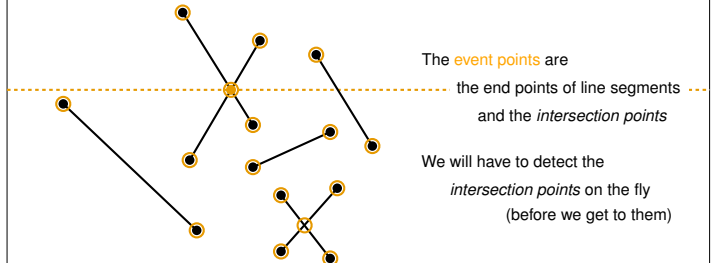 The event points are
the end points of line segments
and the intersection points
We will have to detect the
intersection points on the fly
(before we get to them)